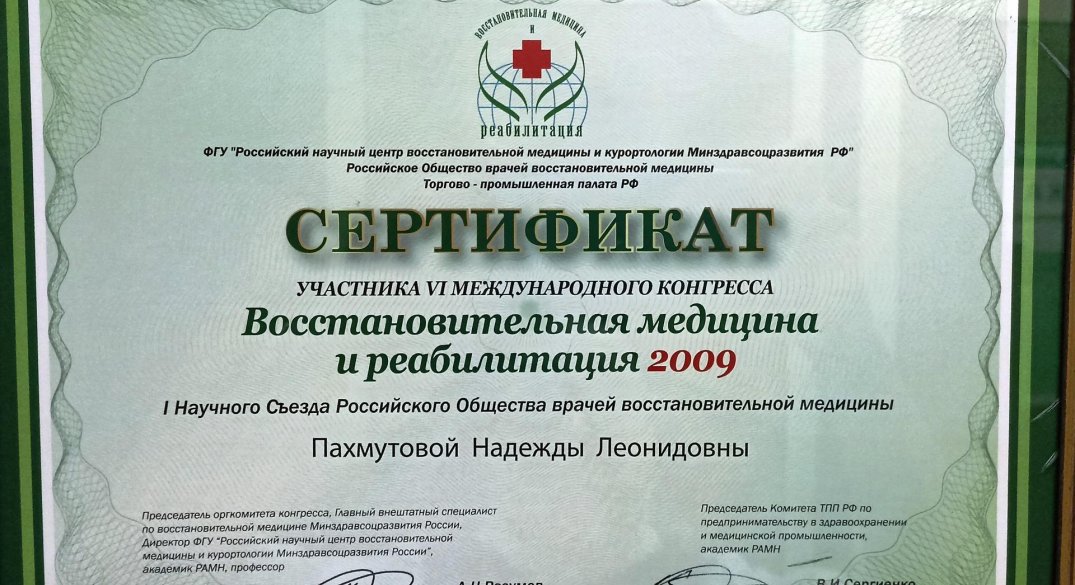 ВОССТАНОВИТЕЛЬНАЯ МЕДИЦИНА
И
реабилитация
ФГУ "Российский научный центр восстановительной медицины и курортологии Минздравсоцразвития РФ"
Российское Общество врачей восстановительной медицины
Торгово - промышленная палата РФ
СЕРТИФИКАТ
УЧАСТНИКА VI МЕЖДУНАРОДНОГО КОНГРЕССА
Восстановительная медицина
и реабилитация 2009
I Научного Съезда Российского Общества врачей восстановительной медицины
Пахмутовой Надежды Леонидовны
Председатель оргкомитета конгресса, Главный внештатный специалист
по восстановительной медицине Минздравсоцразвития России,
Директор ФГУ "Российский научный центр восстановительной
медицины и курортологии Минздравсоцразвития России",
академик РАМН, профессор
А.Н.Разумов
Председатель Комитета ТПП РФ по
предпринимательству в здравоохранении
и медицинской промышленности,
академик РАМН
В.И.Сергиенко